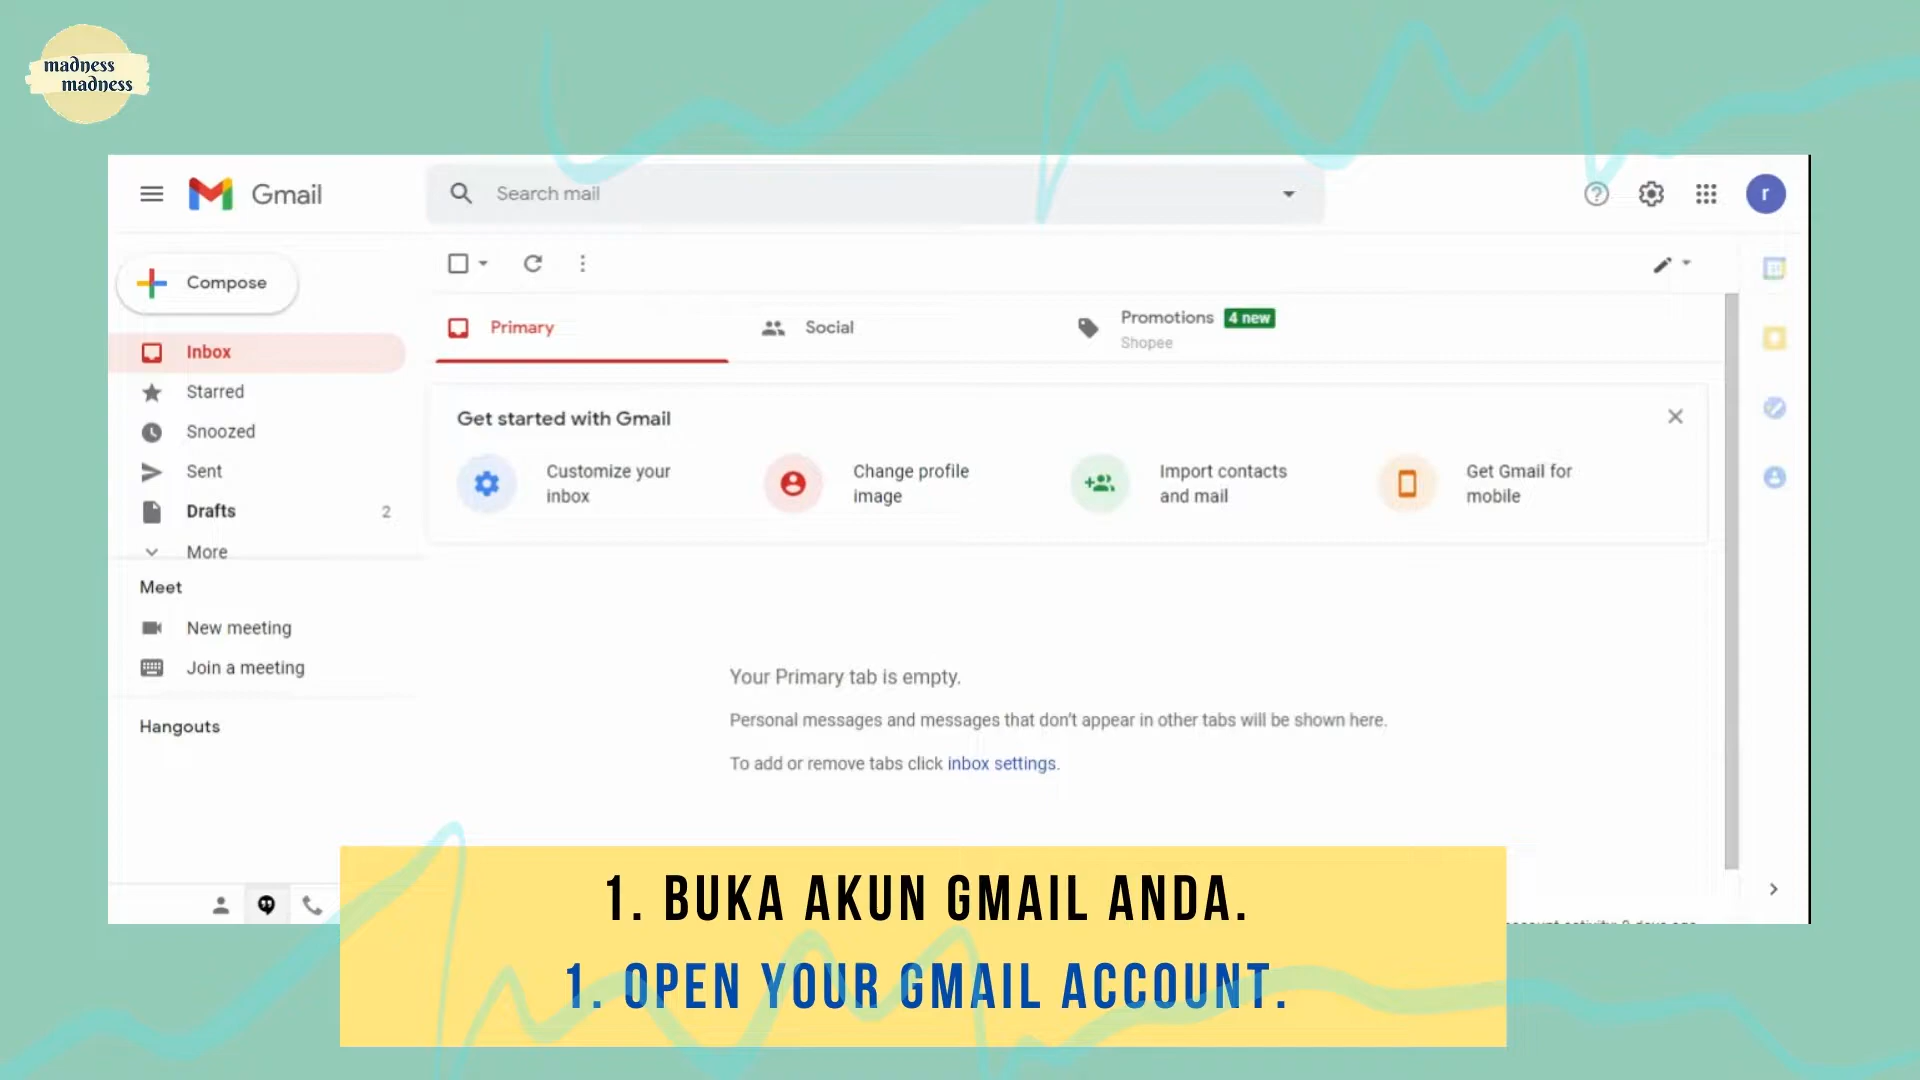 madness
madness
Gmail
Search mail
r
Compose
Inbox
Starred
Snoozed
Sent
Drafts 2
More
Meet
New meeting
Join a meeting
Hangouts
Primary
Social
Promotions 4 new
Shopee
Get started with Gmail
Customize your
inbox
Change profile
image
Import contacts
and mail
Get Gmail for
mobile
Your Primary tab is empty.
Personal messages and messages that don't appear in other tabs will be shown here.
To add or remove tabs click inbox settings.
1. BUKA AKUN GMAIL ANDA.
1. OPEN YOUR GMAIL ACCOUNT.